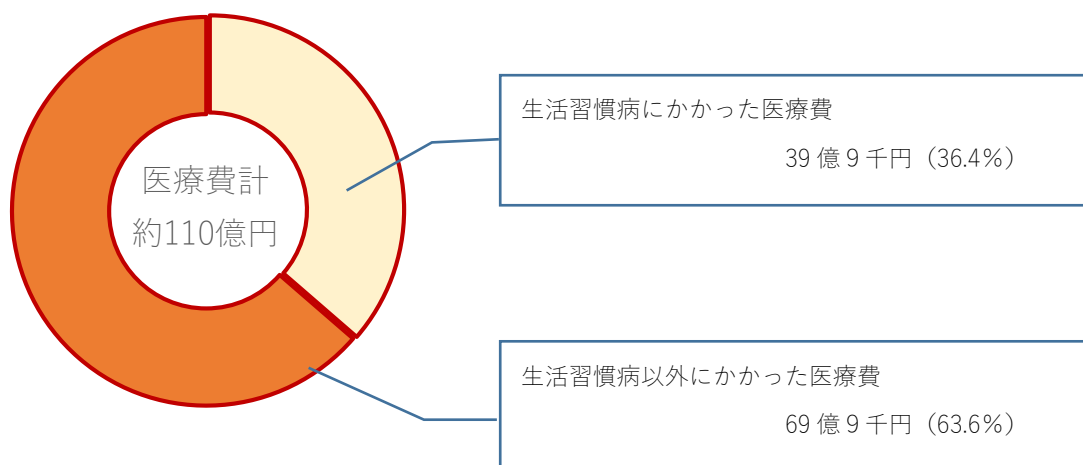 医療費計
約110億円
生活習慣病にかかった医療費
39 億 9 千円（36.4%）
生活習慣病以外にかかった医療費
69 億 9 千円（63.6%）